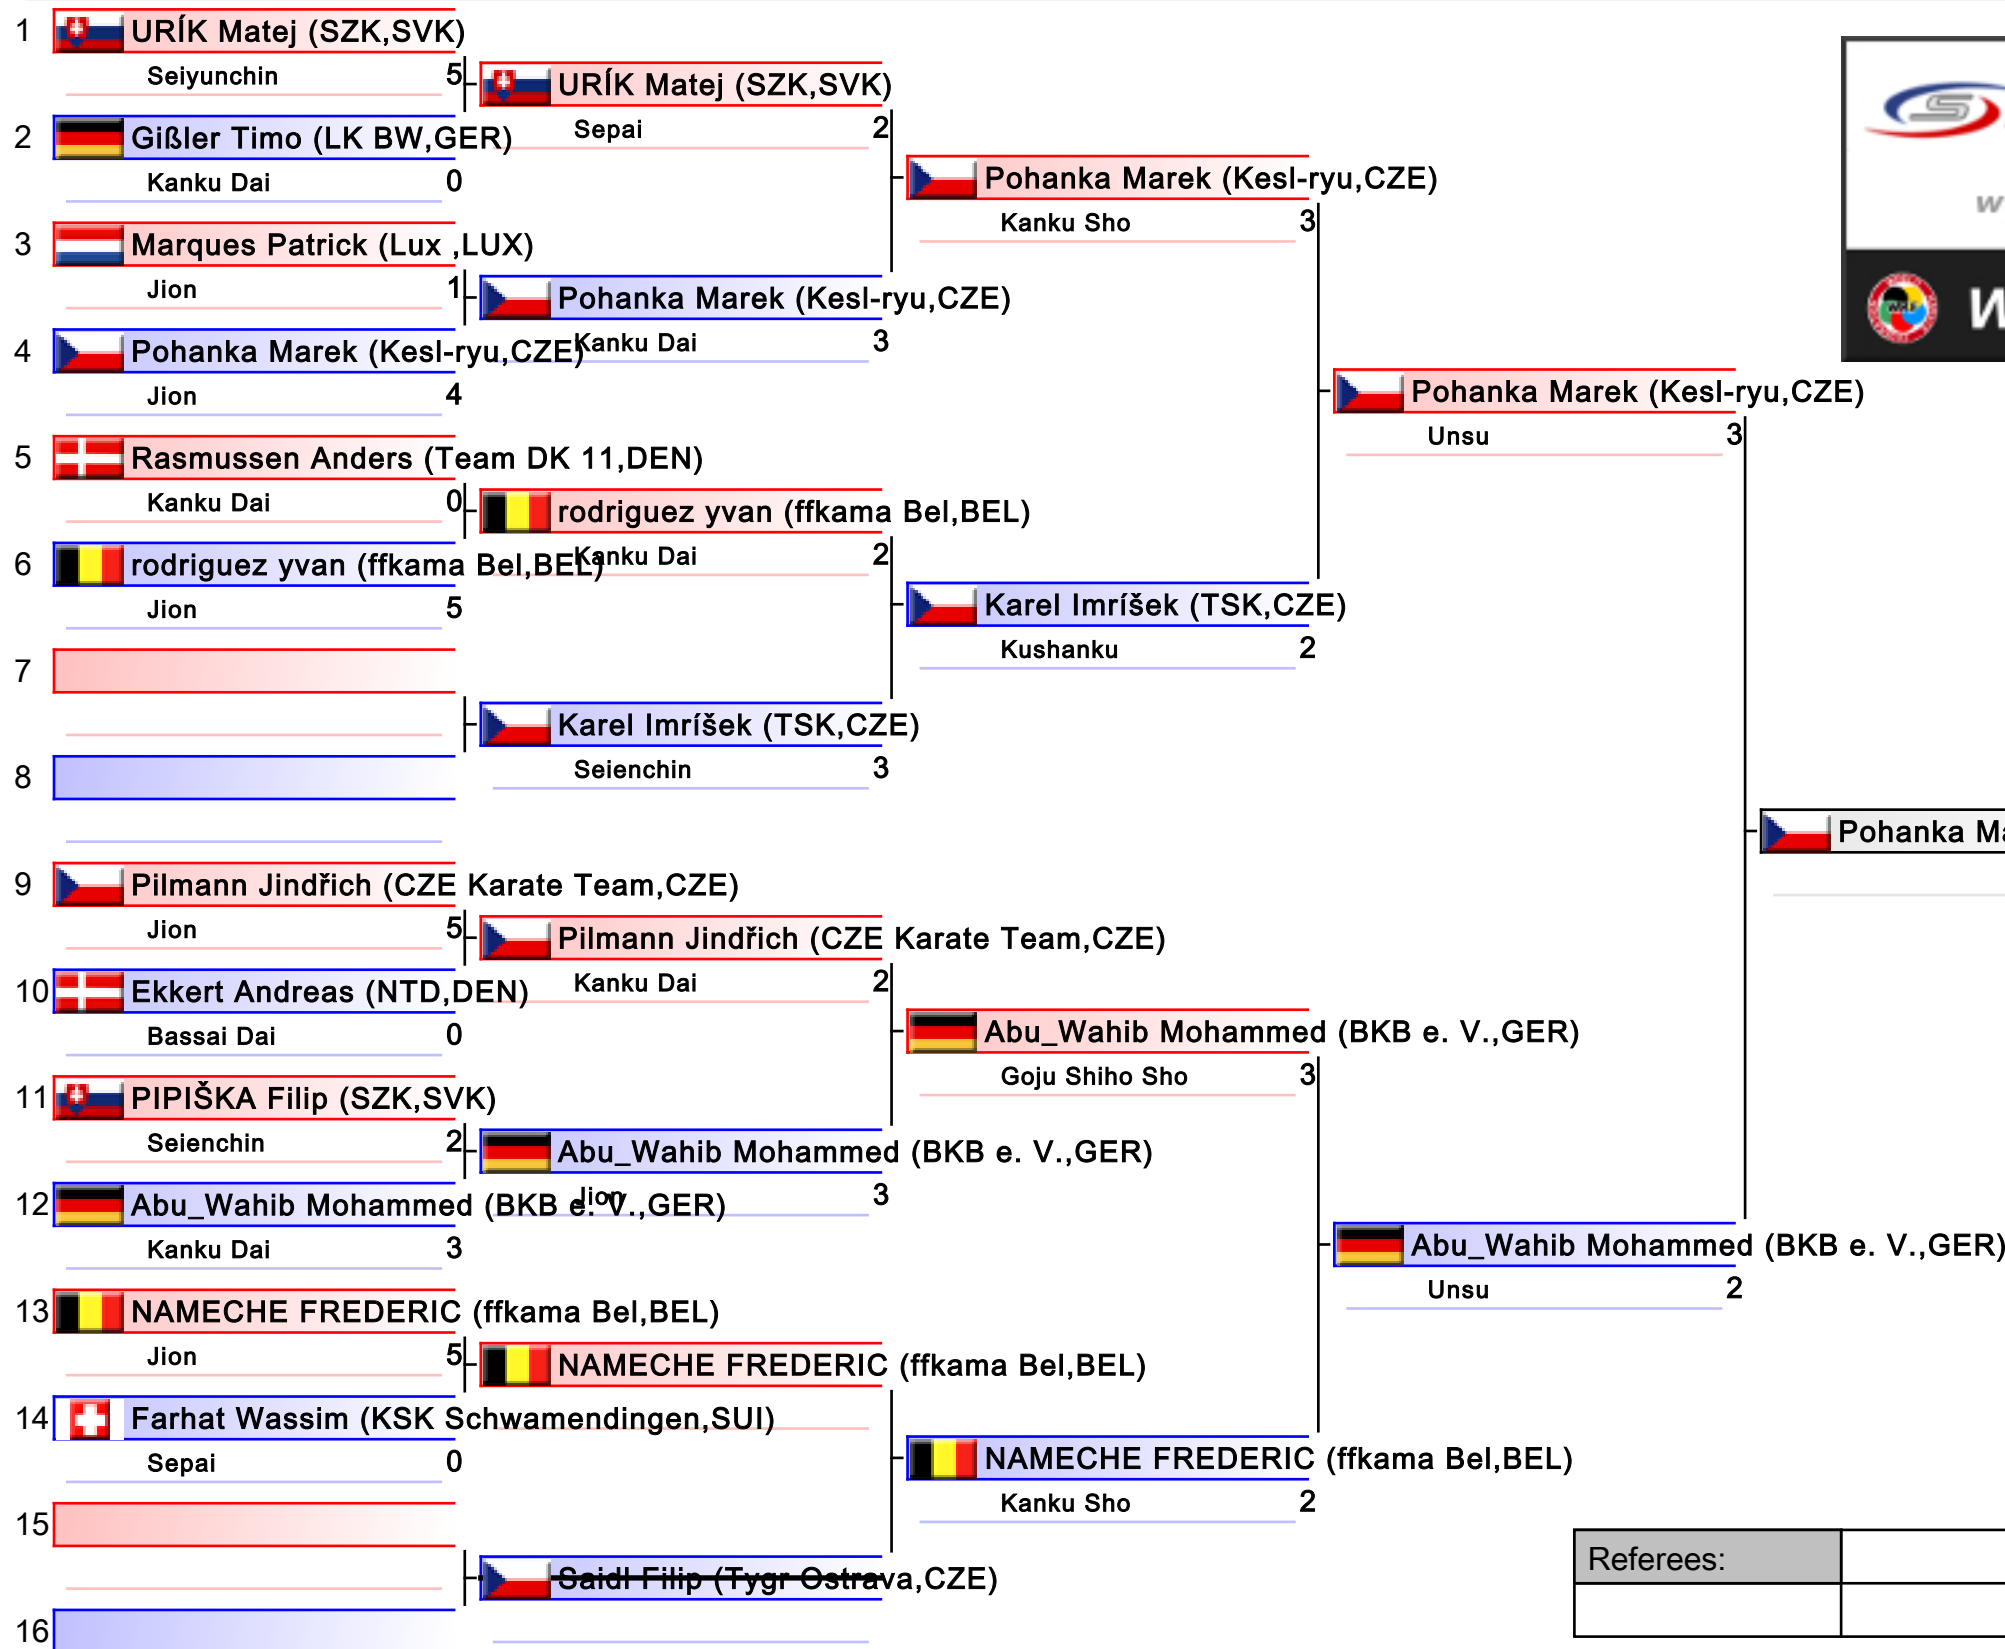 1 URÍK Matej (SZK,SVK)
Seiyunchin 5
2 Gißler Timo (LK BW,GER)
Kanku Dai 0
3 Marques Patrick (Lux ,LUX)
Jion 1
4 Pohanka Marek (Kesl-ryu,CZE)
Jion 4
5 Rasmussen Anders (Team DK 11,DEN)
Kanku Dai 0
6 rodriguez yvan (ffkama Bel,BEL)
Jion 5
7
8
9 Pilmann Jindřich (CZE Karate Team,CZE)
Jion 5
10 Ekkert Andreas (NTD,DEN)
Bassai Dai 0
11 PIPIŠKA Filip (SZK,SVK)
Seienchin 2
12 Abu_Wahib Mohammed (BKB e. V.,GER)
Kanku Dai 3
13 NAMECHE FREDERIC (ffkama Bel,BEL)
Jion 5
14 Farhat Wassim (KSK Schwamendingen,SUI)
Sepai 0
15
16
URÍK Matej (SZK,SVK)
Sepai 2
Pohanka Marek (Kesl-ryu,CZE)
Kanku Dai 3
rodriguez yvan (ffkama Bel,BEL)
Kanku Dai 2
Karel Imríšek (TSK,CZE)
Seienchin 3
Pilmann Jindřich (CZE Karate Team,CZE)
Kanku Dai 2
Abu_Wahib Mohammed (BKB e. V.,GER)
Jion 3
NAMECHE FREDERIC (ffkama Bel,BEL)
Saidl Filip (Tygr Ostrava,CZE)
Pohanka Marek (Kesl-ryu,CZE)
Kanku Sho 3
Karel Imríšek (TSK,CZE)
Kushanku 2
Abu_Wahib Mohammed (BKB e. V.,GER)
Goju Shiho Sho 3
NAMECHE FREDERIC (ffkama Bel,BEL)
Kanku Sho 2
Pohanka Marek (Kesl-ryu,CZE)
Unsu 3
Abu_Wahib Mohammed (BKB e. V.,GER)
Unsu 2
Pohanka Ma
S
w
WKF
W
Referees: